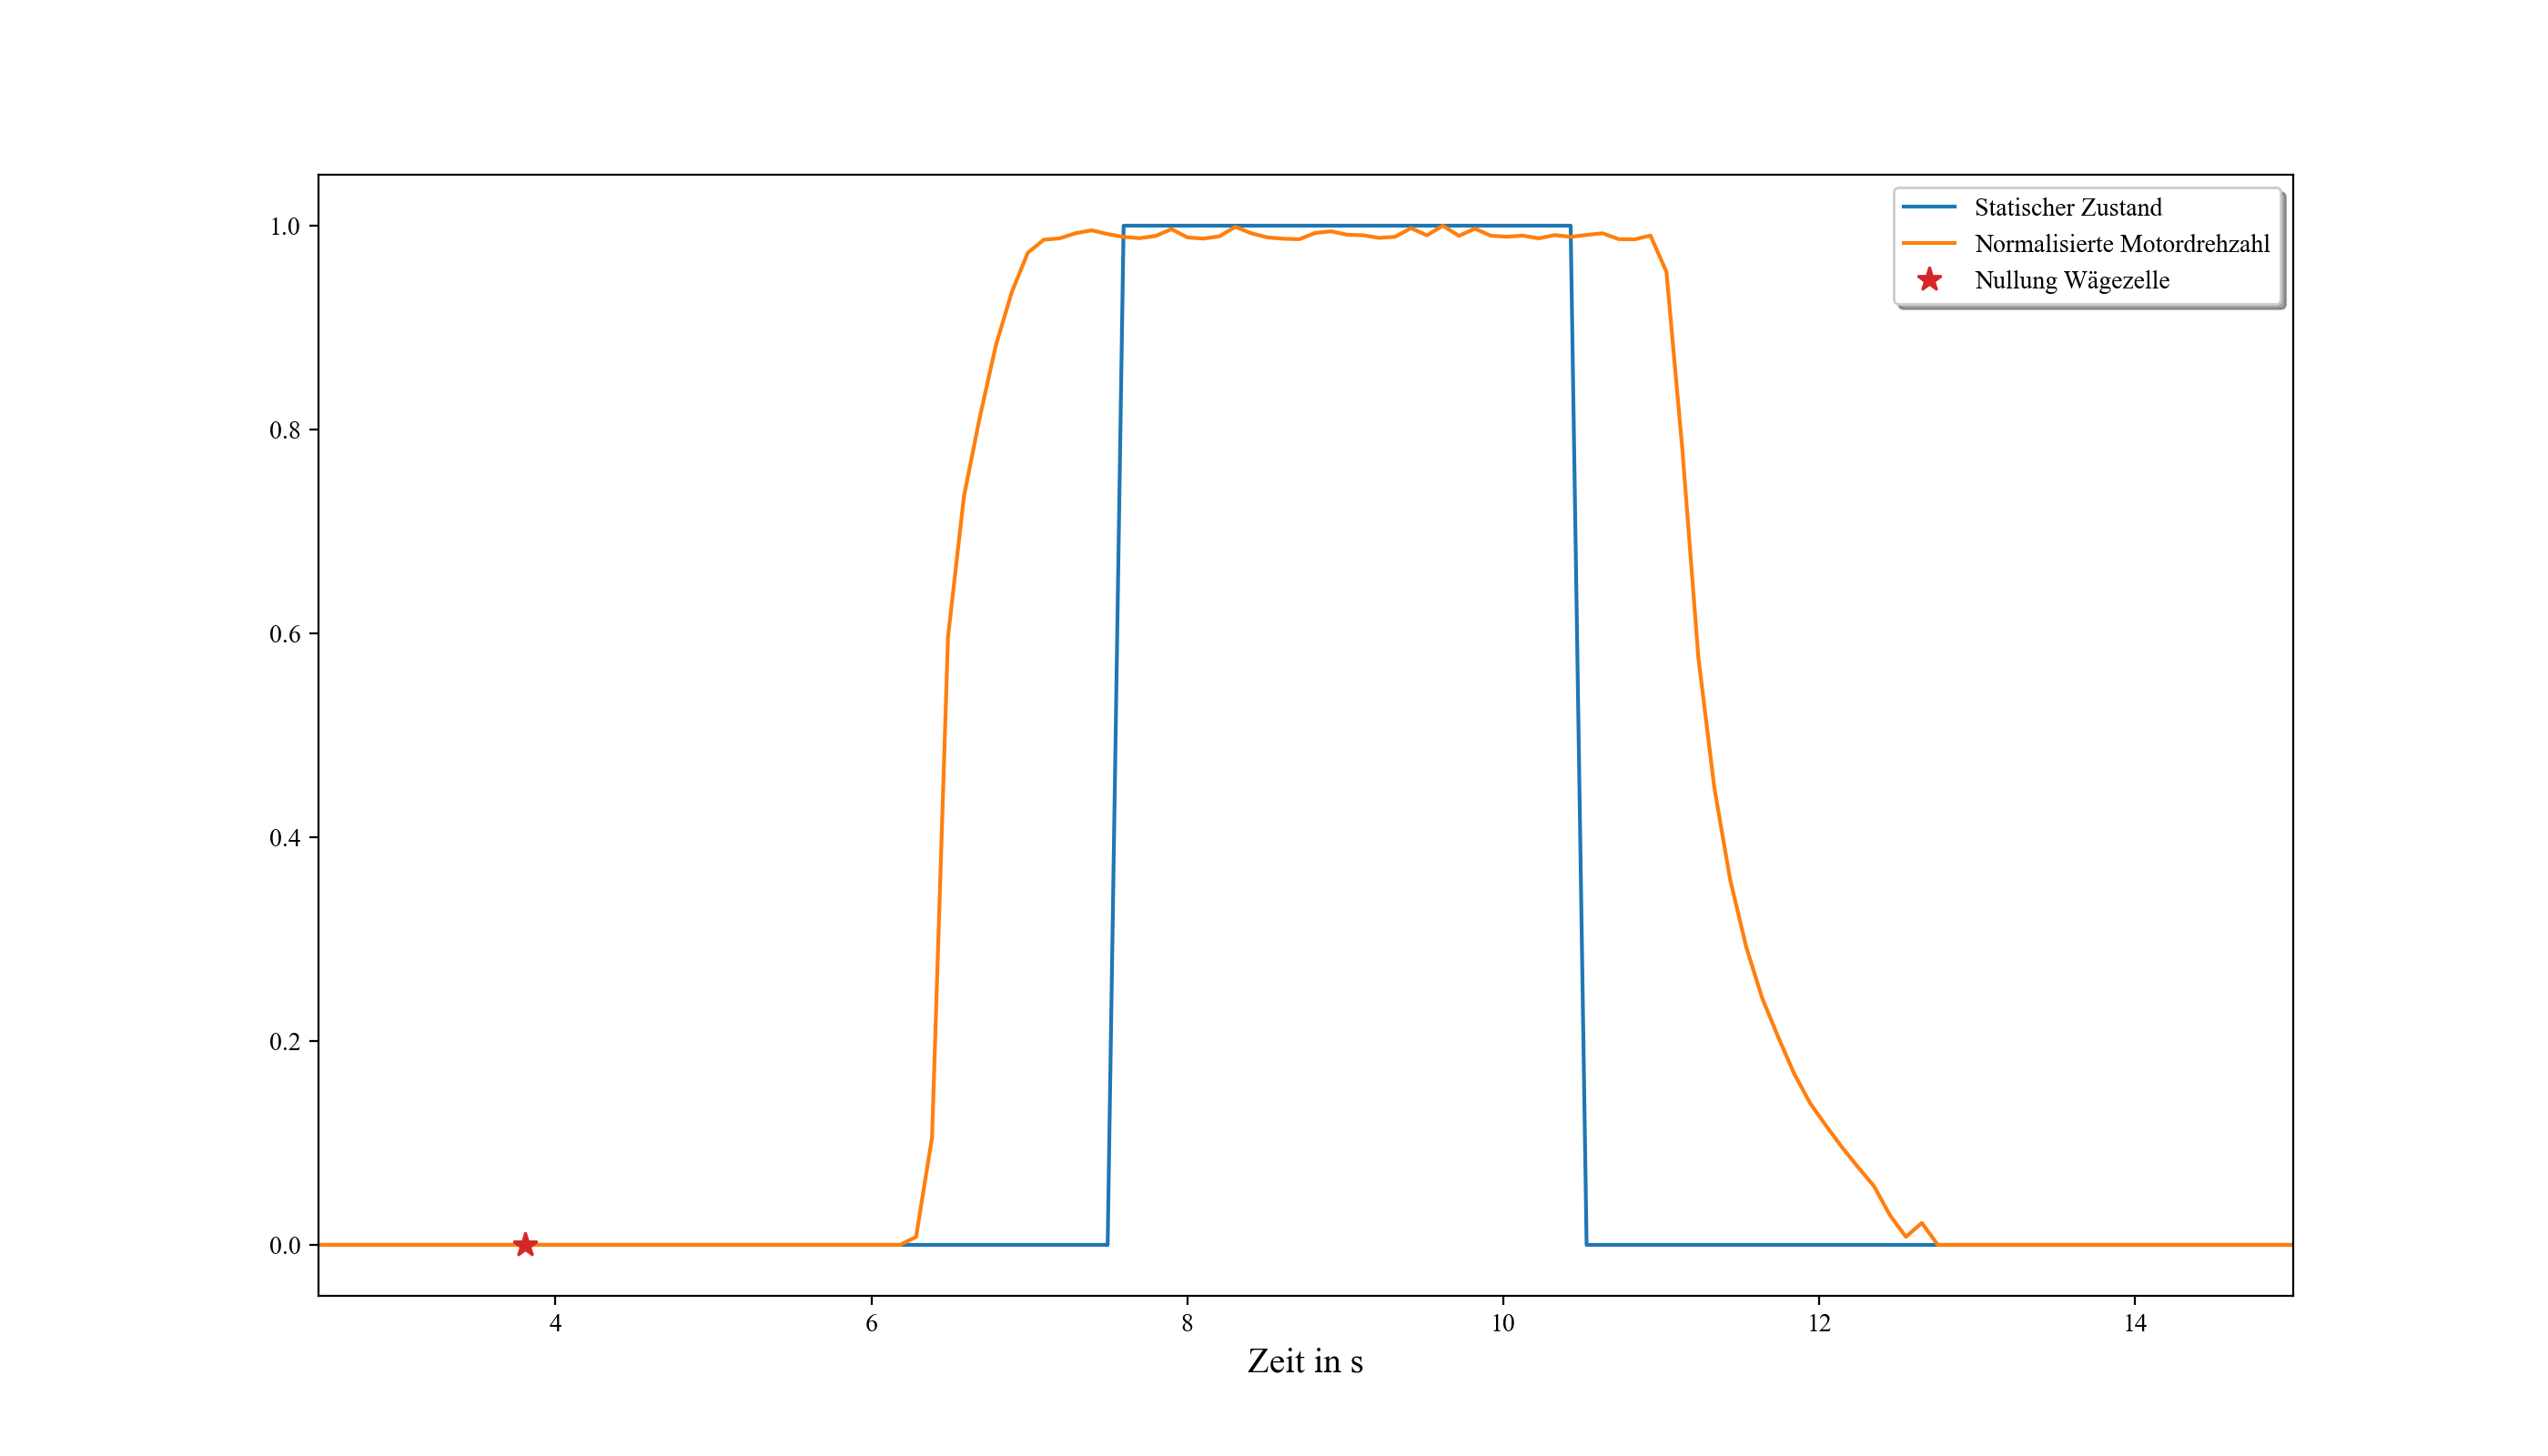 Statischer Zustand
Normalisierte Motordrehzahl
Nullung Wägezelle
1.0
0.8
0.6
0.4
0.2
0.0
4 6 8 10 12 14
Zeit in s